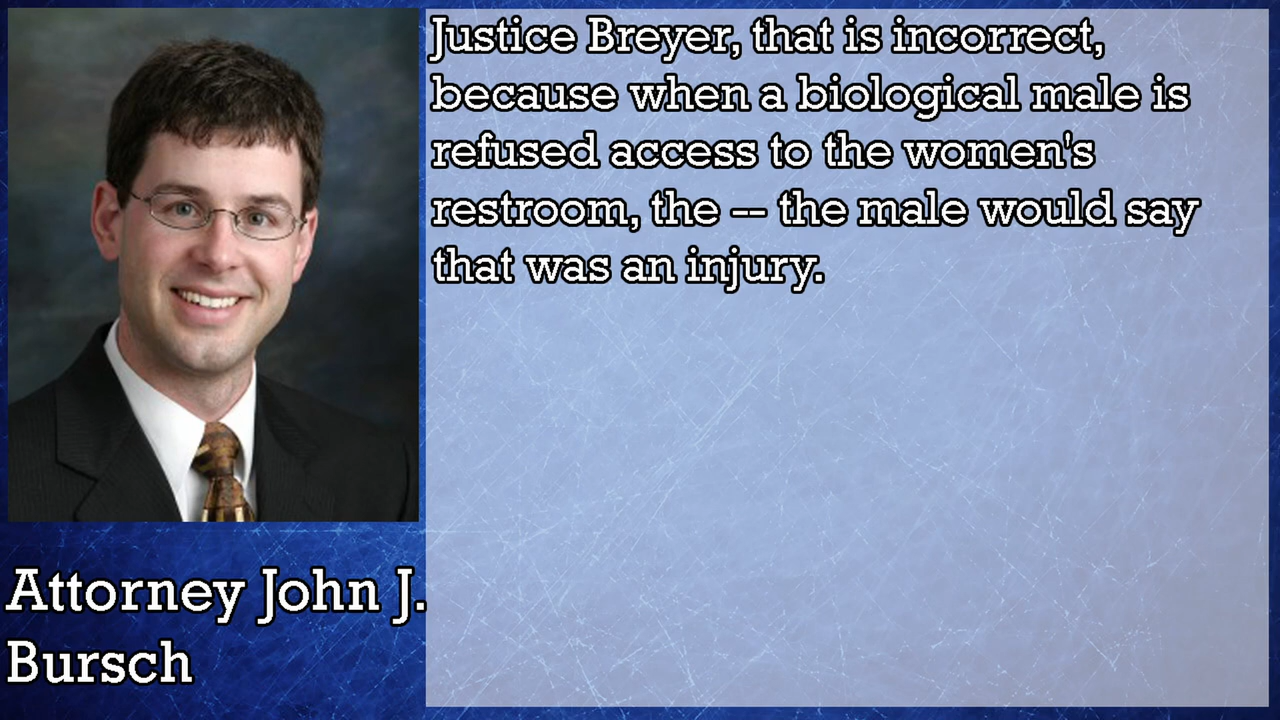 Justice Breyer, that is incorrect,
because when a biological male is
refused access to the women's
restroom, the -- the male would say
that was an injury.
Attorney John J.
Bursch